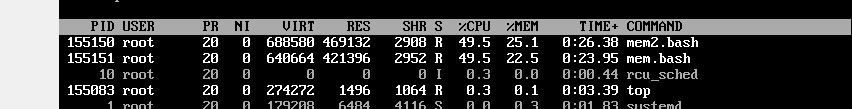 PID USER PR NI VIRT RES SHR S %CPU %MEM TIME+ COMMAND
155150 root 20 0 688580 469132 2908 R 49.5 25.1 0:26.38 mem2.bash
155151 root 20 0 640664 421396 2952 R 49.5 22.5 0:23.95 mem.bash
10 root 20 0 0 0 0 I 0.3 0.0 0:00.44 rcu_sched
155083 root 20 0 274272 1496 1064 R 0.3 0.1 0:03.39 top
1 root 20 0 179208 6484 4116 S 0.0 0.3 0:01.83 systemd